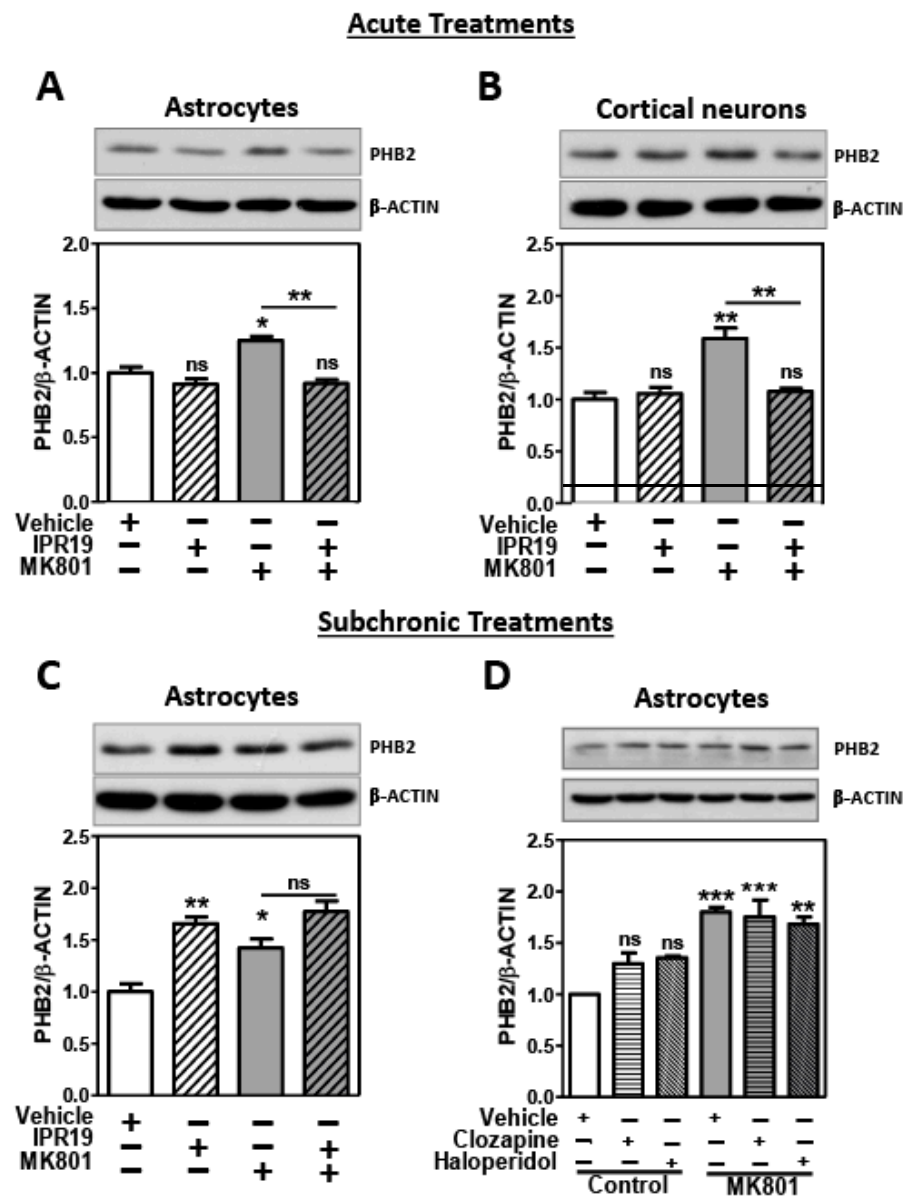 Acute Treatments
A
Astrocytes
PHB2
β-ACTIN
PHB2/β-ACTIN
2.0
1.5
1.0
0.5
0.0
ns
*
**
ns
Vehicle + − − −
IPR19 − + − +
MK801 − − + +
B
Cortical neurons
PHB2
β-ACTIN
PHB2/β-ACTIN
2.5
2.0
1.5
1.0
0.5
0.0
ns
**
**
ns
Vehicle + − − −
IPR19 − + − +
MK801 − − + +
Subchronic Treatments
C
Astrocytes
PHB2
β-ACTIN
PHB2/β-ACTIN
2.5
2.0
1.5
1.0
0.5
0.0
**
*
ns
Vehicle + − − −
IPR19 − + − +
MK801 − − + +
D
Astrocytes
PHB2
β-ACTIN
PHB2/β-ACTIN
2.5
2.0
1.5
1.0
0.5
0.0
ns
ns
***
***
**
Vehicle + − − + − −
Clozapine − + − − + −
Haloperidol − − + − − +
Control MK801